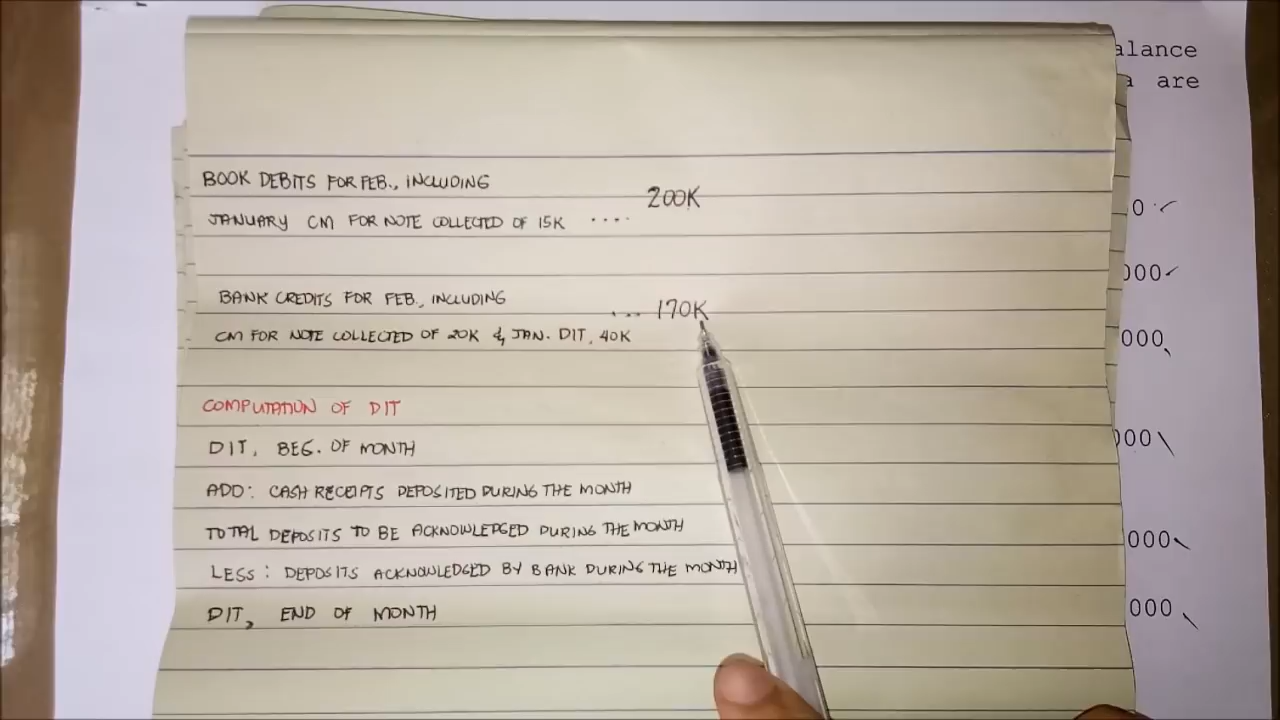 alance
a are
BOOK DEBITS FOR FEB., INCLUDING
200K
JANUARY CM FOR NOTE COLLECTED OF 15K ....
0
000
BANK CREDITS FOR FEB., INCLUDING
... 170K
CM FOR NOTE COLLECTED OF 20K & JAN. DIT, 40K
000
COMPUTATION OF DIT
DIT, BEG. OF MONTH
000
ADD: CASH RECEIPTS DEPOSITED DURING THE MONTH
TOTAL DEPOSITS TO BE ACKNOWLEDGED DURING THE MONTH
000
LESS: DEPOSITS ACKNOWLEDGED BY BANK DURING THE MONTH
DIT, END OF MONTH
000